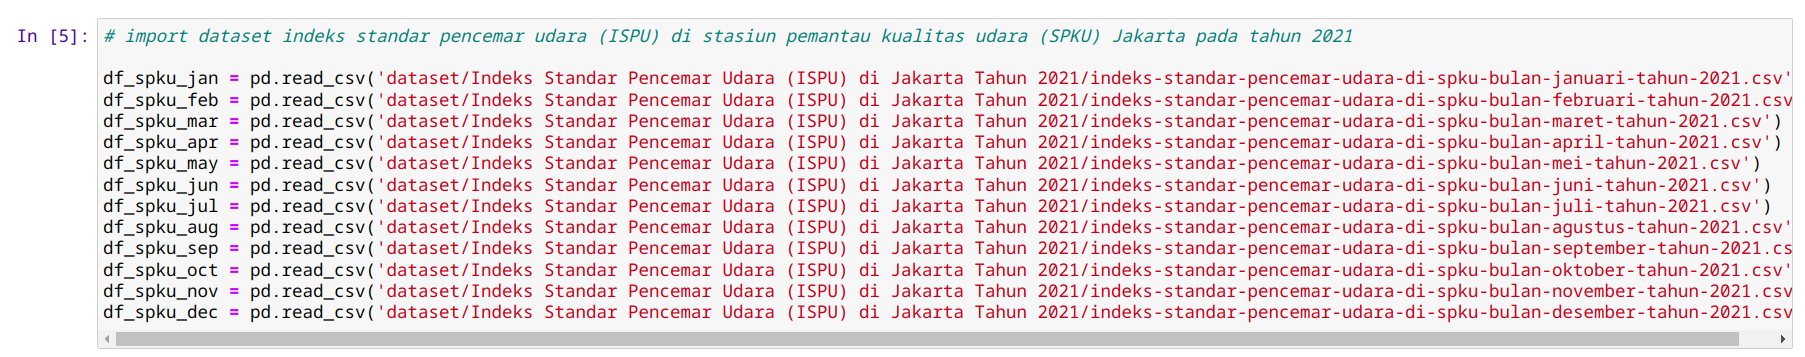 In [5]: # import dataset indeks standar pencemar udara (ISPU) di stasiun pemantau kualitas udara (SPKU) Jakarta pada tahun 2021
df_spku_jan = pd.read_csv('dataset/Indeks Standar Pencemar Udara (ISPU) di Jakarta Tahun 2021/indeks-standar-pencemar-udara-di-spku-bulan-januari-tahun-2021.csv'
df_spku_feb = pd.read_csv('dataset/Indeks Standar Pencemar Udara (ISPU) di Jakarta Tahun 2021/indeks-standar-pencemar-udara-di-spku-bulan-februari-tahun-2021.csv
df_spku_mar = pd.read_csv('dataset/Indeks Standar Pencemar Udara (ISPU) di Jakarta Tahun 2021/indeks-standar-pencemar-udara-di-spku-bulan-maret-tahun-2021.csv')
df_spku_apr = pd.read_csv('dataset/Indeks Standar Pencemar Udara (ISPU) di Jakarta Tahun 2021/indeks-standar-pencemar-udara-di-spku-bulan-april-tahun-2021.csv')
df_spku_may = pd.read_csv('dataset/Indeks Standar Pencemar Udara (ISPU) di Jakarta Tahun 2021/indeks-standar-pencemar-udara-di-spku-bulan-mei-tahun-2021.csv')
df_spku_jun = pd.read_csv('dataset/Indeks Standar Pencemar Udara (ISPU) di Jakarta Tahun 2021/indeks-standar-pencemar-udara-di-spku-bulan-juni-tahun-2021.csv')
df_spku_jul = pd.read_csv('dataset/Indeks Standar Pencemar Udara (ISPU) di Jakarta Tahun 2021/indeks-standar-pencemar-udara-di-spku-bulan-juli-tahun-2021.csv')
df_spku_aug = pd.read_csv('dataset/Indeks Standar Pencemar Udara (ISPU) di Jakarta Tahun 2021/indeks-standar-pencemar-udara-di-spku-bulan-agustus-tahun-2021.csv'
df_spku_sep = pd.read_csv('dataset/Indeks Standar Pencemar Udara (ISPU) di Jakarta Tahun 2021/indeks-standar-pencemar-udara-di-spku-bulan-september-tahun-2021.cs
df_spku_oct = pd.read_csv('dataset/Indeks Standar Pencemar Udara (ISPU) di Jakarta Tahun 2021/indeks-standar-pencemar-udara-di-spku-bulan-oktober-tahun-2021.csv'
df_spku_nov = pd.read_csv('dataset/Indeks Standar Pencemar Udara (ISPU) di Jakarta Tahun 2021/indeks-standar-pencemar-udara-di-spku-bulan-november-tahun-2021.csv
df_spku_dec = pd.read_csv('dataset/Indeks Standar Pencemar Udara (ISPU) di Jakarta Tahun 2021/indeks-standar-pencemar-udara-di-spku-bulan-desember-tahun-2021.csv